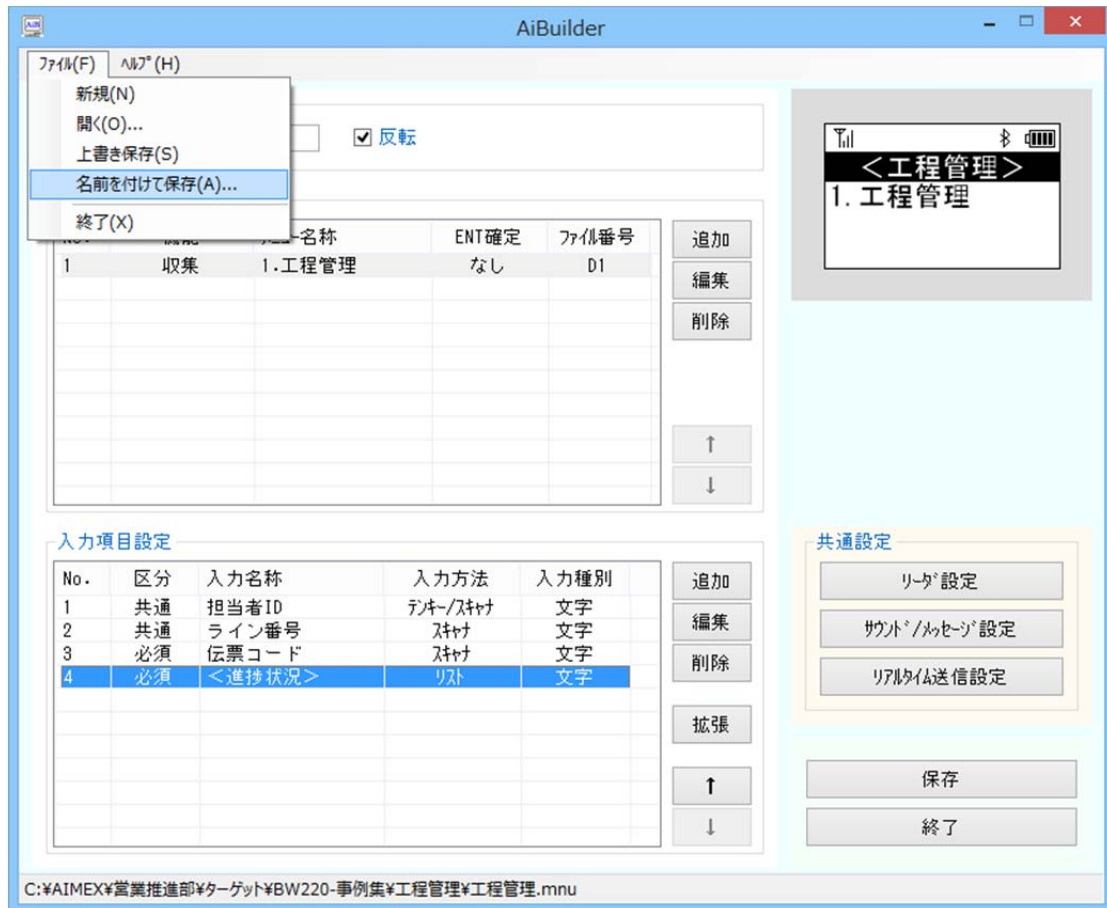 AiBuilder
ﾌｧｲﾙ(F) ﾍﾙﾌﾟ(H)
新規(N)
開く(O)...
上書き保存(S)
名前を付けて保存(A)...
終了(X)
反転
名称 ENT確定 ﾌｧｲﾙ番号
1 収集 1.工程管理 なし D1
追加
編集
削除
↑
↓
<工程管理>
1.工程管理
入力項目設定
No. 区分 入力名称 入力方法 入力種別
1 共通 担当者ID ﾃﾝｷｰ/ｽｷｬﾅ 文字
2 共通 ライン番号 ｽｷｬﾅ 文字
3 必須 伝票コード ｽｷｬﾅ 文字
4 必須 <進捗状況> ﾘｽﾄ 文字
追加
編集
削除
拡張
↑
↓
共通設定
ﾘｰﾀﾞ設定
ｻｳﾝﾄﾞ/ﾒｯｾｰｼﾞ設定
ﾘｱﾙﾀｲﾑ送信設定
保存
終了
C:¥AIMEX¥営業推進部¥ターゲット¥BW220-事例集¥工程管理¥工程管理.mnu